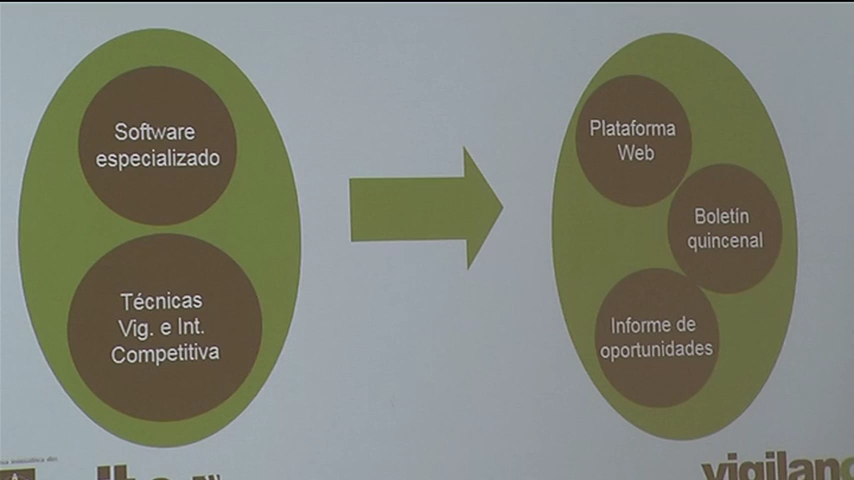 Software
especializado
Técnicas
Vig. e Int.
Competitiva
Plataforma
Web
Boletín
quincenal
Informe de
oportunidades